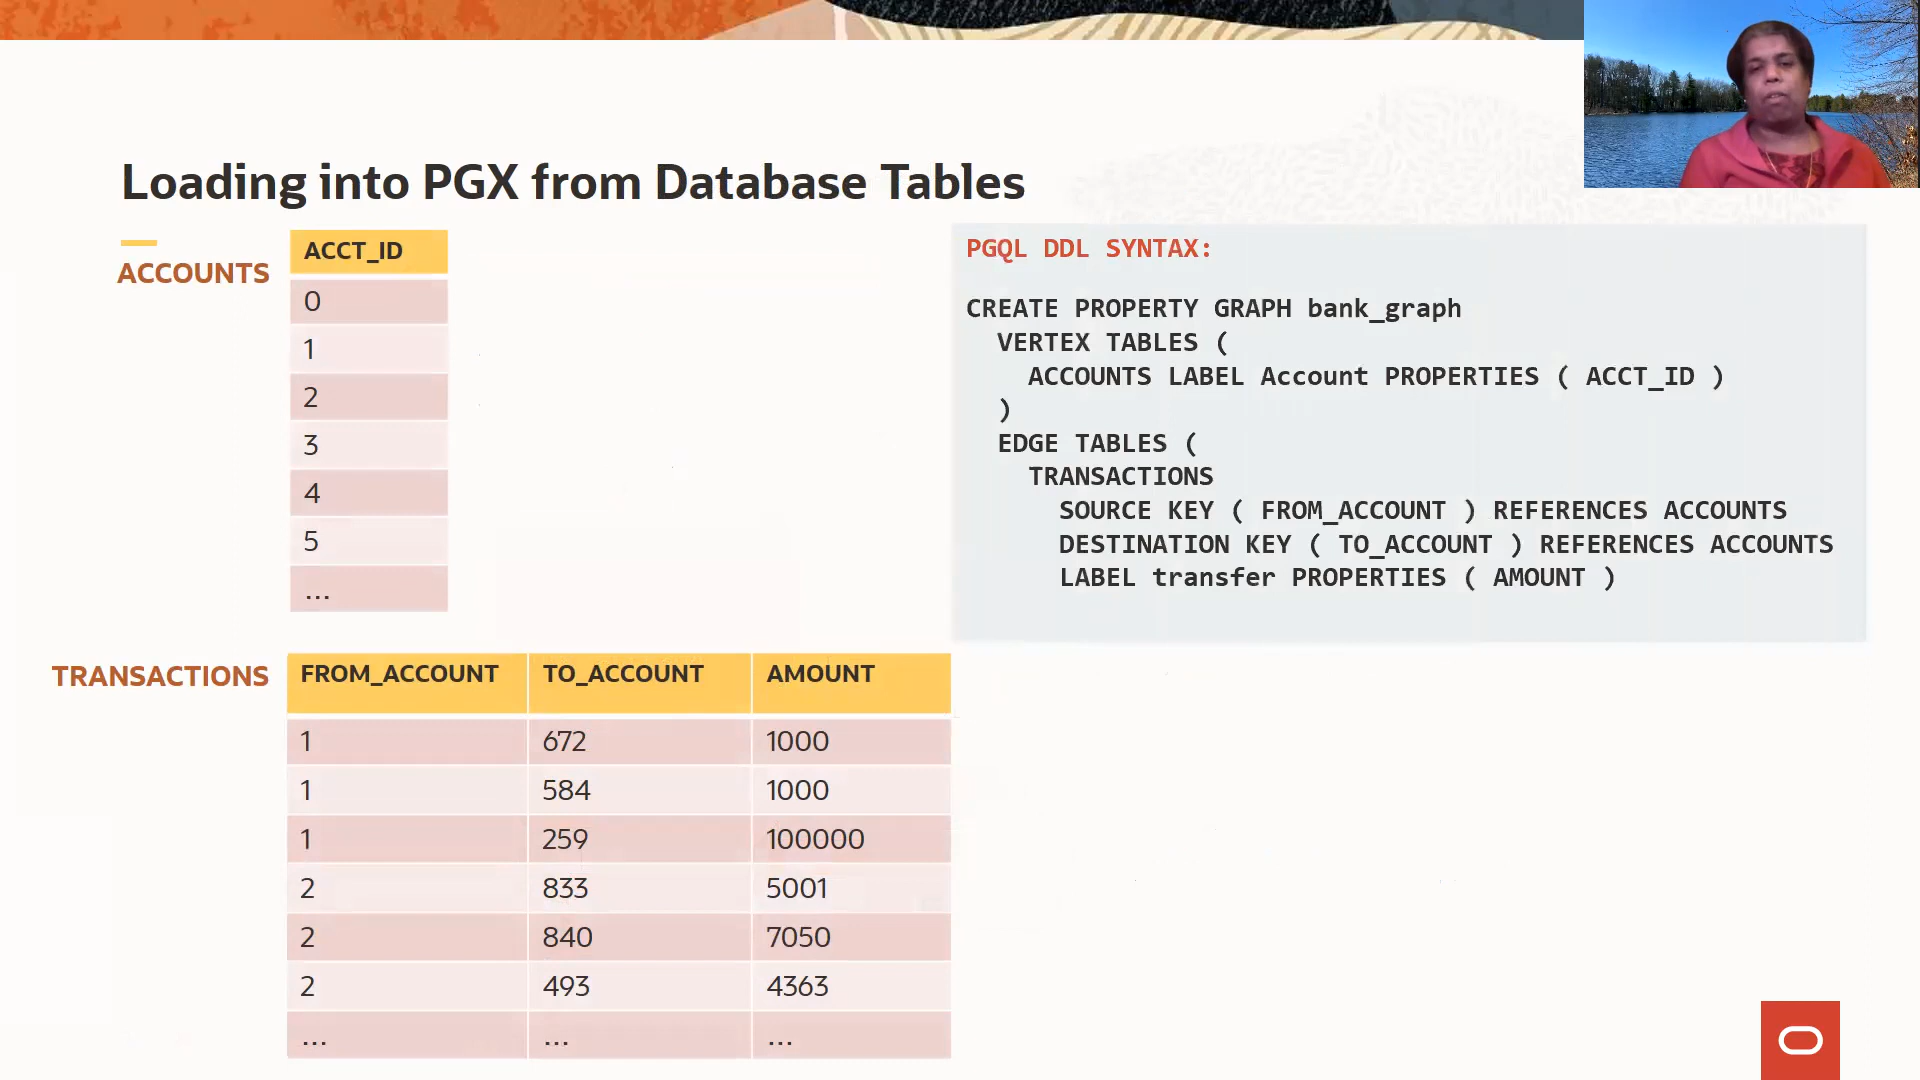 Loading into PGX from Database Tables
ACCOUNTS
ACCT_ID
0
1
2
3
4
5
...
PGQL DDL SYNTAX:
CREATE PROPERTY GRAPH bank_graph
VERTEX TABLES (
ACCOUNTS LABEL Account PROPERTIES ( ACCT_ID )
)
EDGE TABLES (
TRANSACTIONS
SOURCE KEY ( FROM_ACCOUNT ) REFERENCES ACCOUNTS
DESTINATION KEY ( TO_ACCOUNT ) REFERENCES ACCOUNTS
LABEL transfer PROPERTIES ( AMOUNT )
TRANSACTIONS
FROM_ACCOUNT TO_ACCOUNT AMOUNT
1 672 1000
1 584 1000
1 259 100000
2 833 5001
2 840 7050
2 493 4363
... ... ...